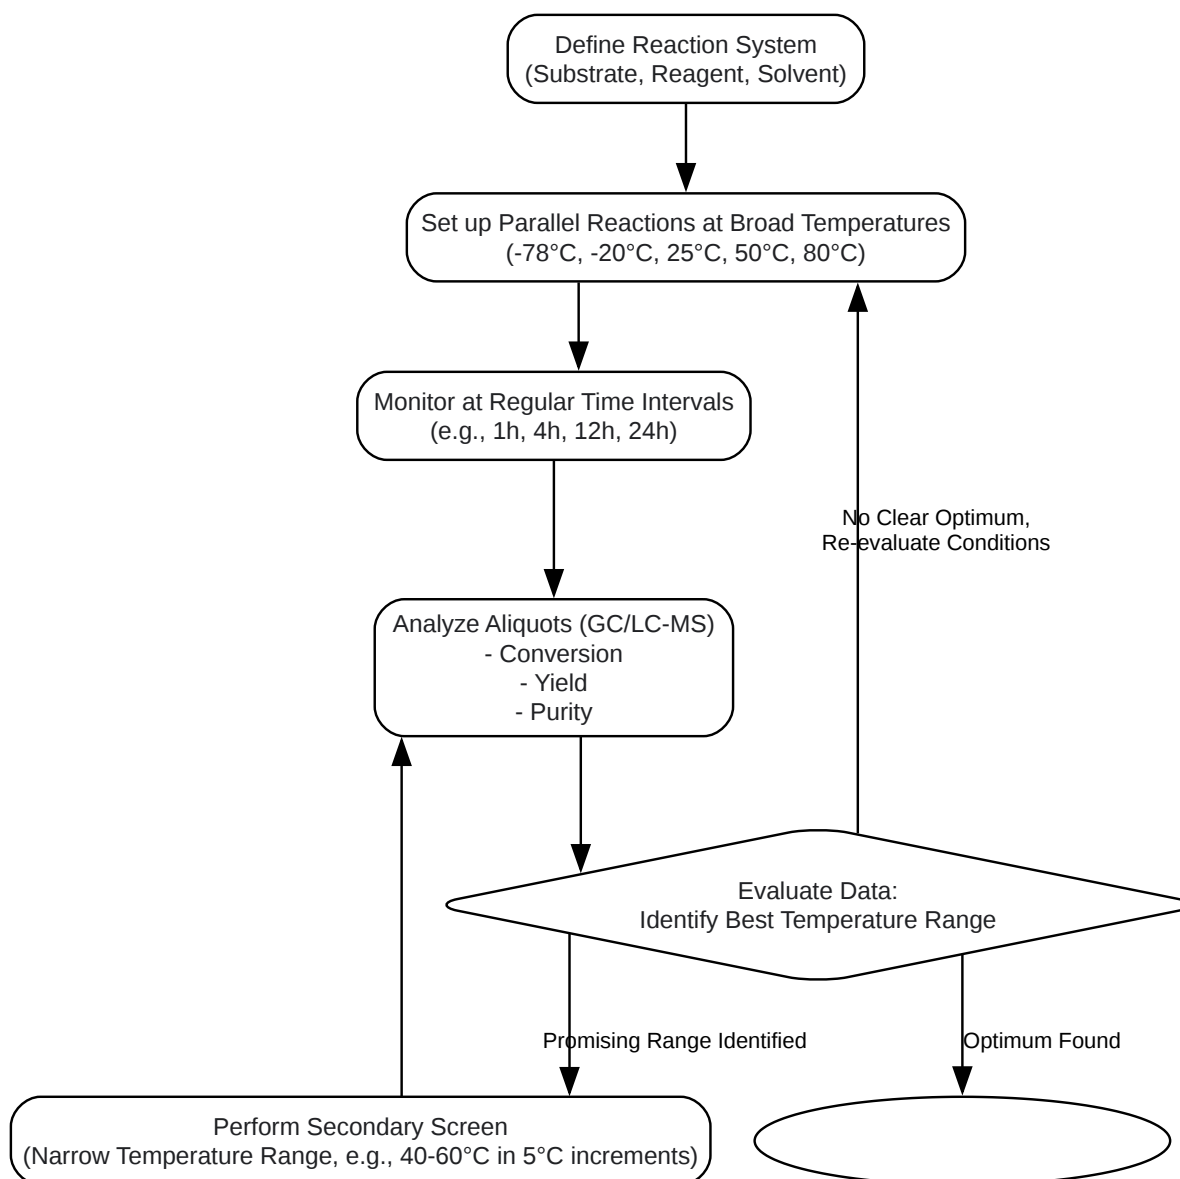 Define Reaction System
(Substrate, Reagent, Solvent)
Set up Parallel Reactions at Broad Temperatures
(-78°C, -20°C, 25°C, 50°C, 80°C)
Monitor at Regular Time Intervals
(e.g., 1h, 4h, 12h, 24h)
No Clear Optimum,
Re-evaluate Conditions
Analyze Aliquots (GC/LC-MS)
- Conversion
- Yield
- Purity
Evaluate Data:
Identify Best Temperature Range
Promising Range Identified
Optimum Found
Perform Secondary Screen
(Narrow Temperature Range, e.g., 40-60°C in 5°C increments)